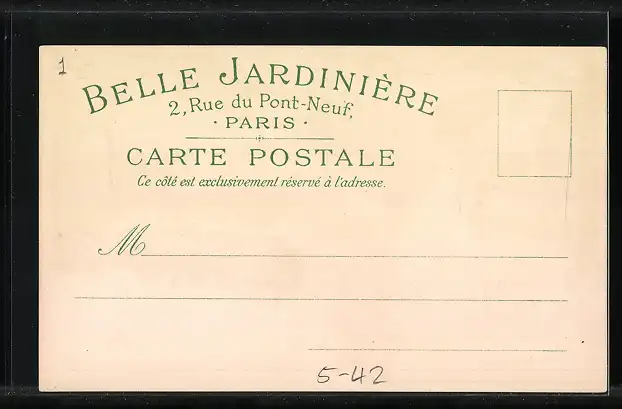 1
BELLE JARDINIÈRE
2, Rue du Pont-Neuf,
· PARIS ·
CARTE POSTALE
Ce côté est exclusivement réservé à l'adresse.
M
5-42